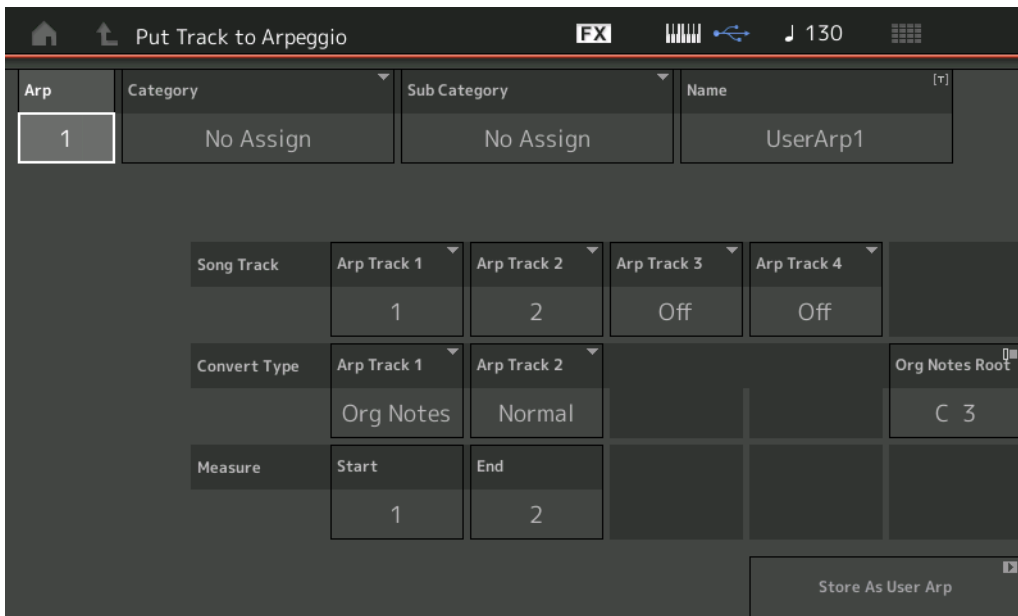 Put Track to Arpeggio FX ♩ 130
Arp Category Sub Category Name [T]
1 No Assign No Assign UserArp1
Song Track Arp Track 1 Arp Track 2 Arp Track 3 Arp Track 4
1 2 Off Off
Convert Type Arp Track 1 Arp Track 2 Org Notes Root
Org Notes Normal C 3
Measure Start End
1 2
Store As User Arp